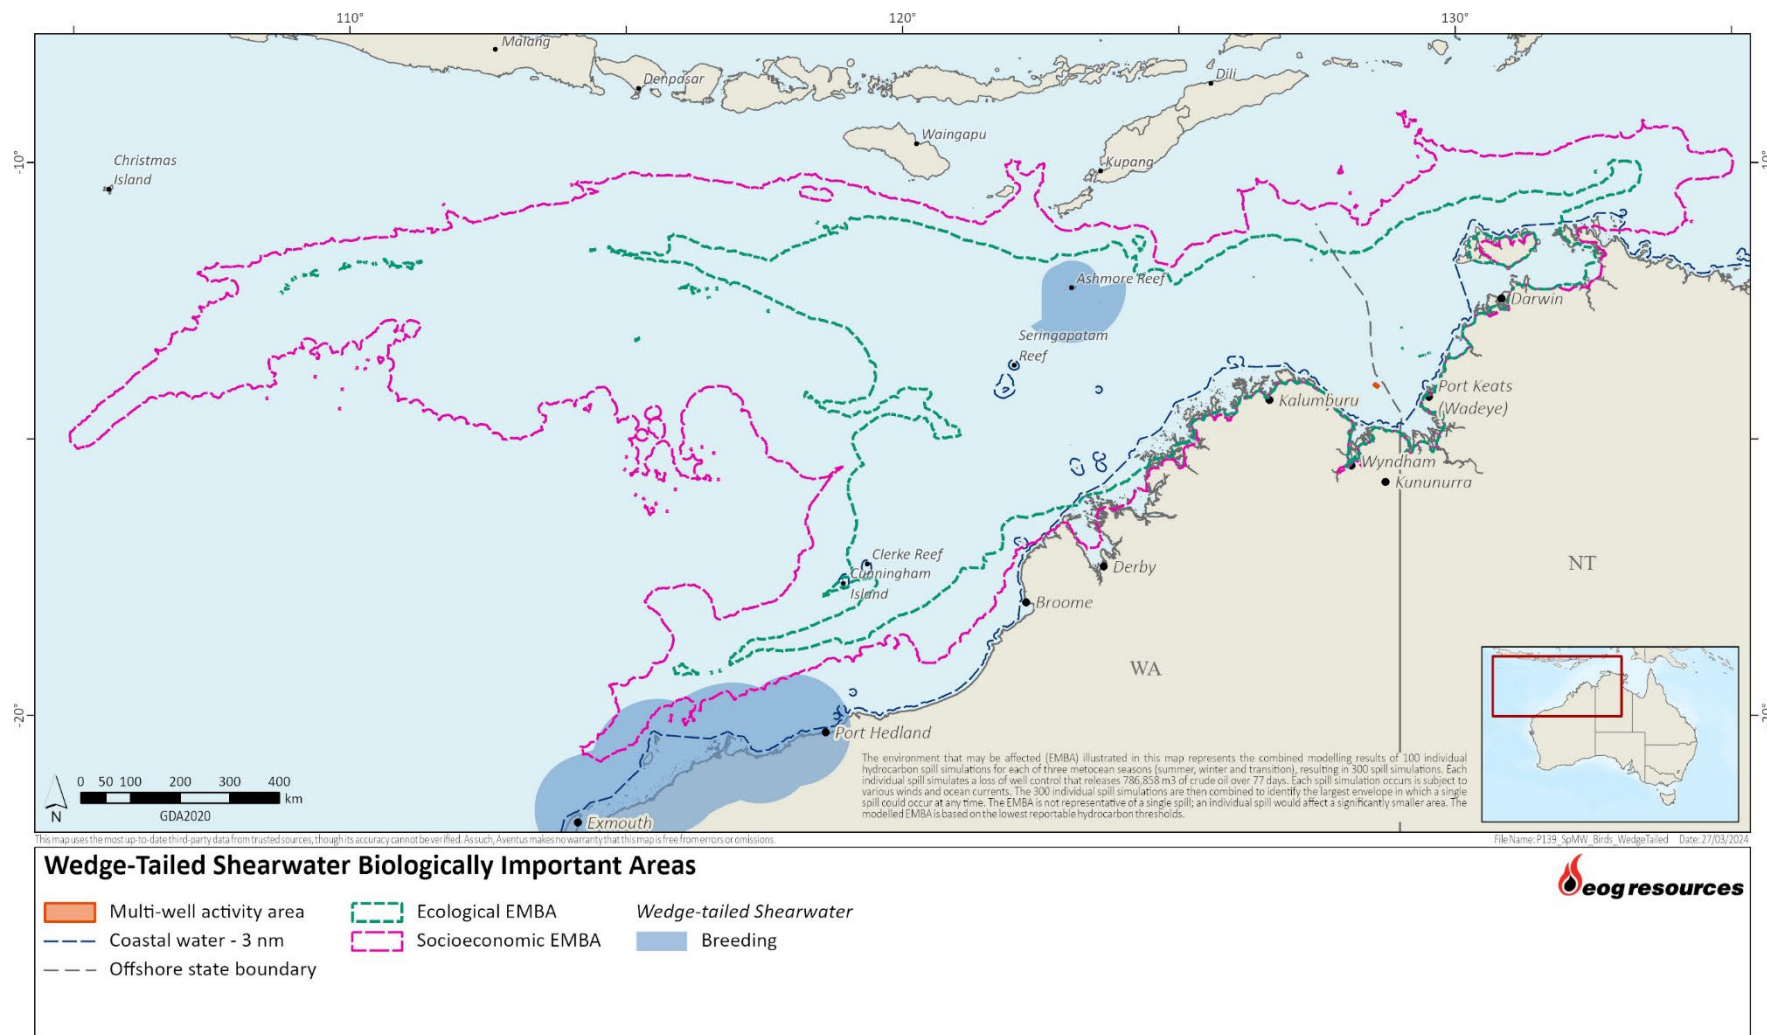 110°
120°
130°
Malang
Denpasar
Dili
Waingapu
Christmas
Island
-10°
Kupang
Ashmore Reef
Darwin
Seringapatam
Reef
Port Keats
(Wadeye)
Kalumburu
Wyndham
Kununurra
Clerke Reef
Cunningham
Island
Derby
NT
Broome
WA
-20°
Port Hedland
The environment that may be affected (EMBA) illustrated in this map represents the combined modelling results of 100 individual
hydrocarbon spill simulations for each of three metocean seasons (summer, winter and transition), resulting in 300 spill simulations. Each
individual spill simulates a loss of well control that releases 786,858 m3 of crude oil over 77 days. Each spill simulation occurs is subject to
various winds and ocean currents. The 300 individual spill simulations are then combined to identify the largest envelope in which a single
spill could occur at any time. The EMBA is not representative of a single spill; an individual spill would affect a significantly smaller area. The
modelled EMBA is based on the lowest reportable hydrocarbon thresholds.
0 50 100 200 300 400
km
N
GDA2020
Exmouth
This map uses the most up-to-date third-party data from trusted sources, though its accuracy cannot be verified. As such, Aventus makes no warranty that this map is free from errors or omissions.
File Name: P139_SpMW_Birds_WedgeTailed Date: 27/03/2024
Wedge-Tailed Shearwater Biologically Important Areas
eog resources
Multi-well activity area
Ecological EMBA
Wedge-tailed Shearwater
Coastal water - 3 nm
Socioeconomic EMBA
Breeding
Offshore state boundary